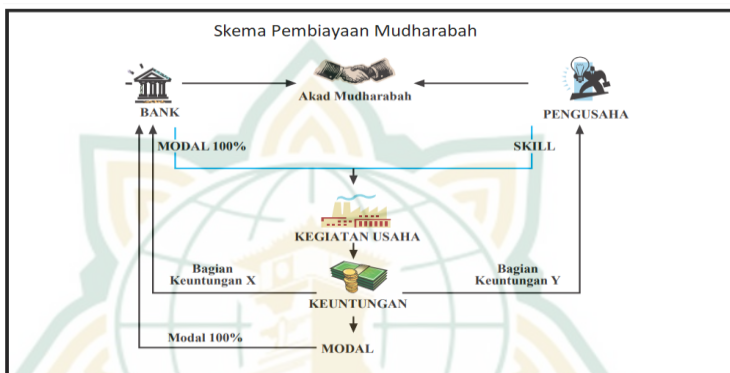 Skema Pembiayaan Mudharabah
Akad Mudharabah
BANK
PENGUSAHA
MODAL 100%
SKILL
KEGIATAN USAHA
Bagian
Keuntungan X
Bagian
Keuntungan Y
KEUNTUNGAN
Modal 100%
MODAL